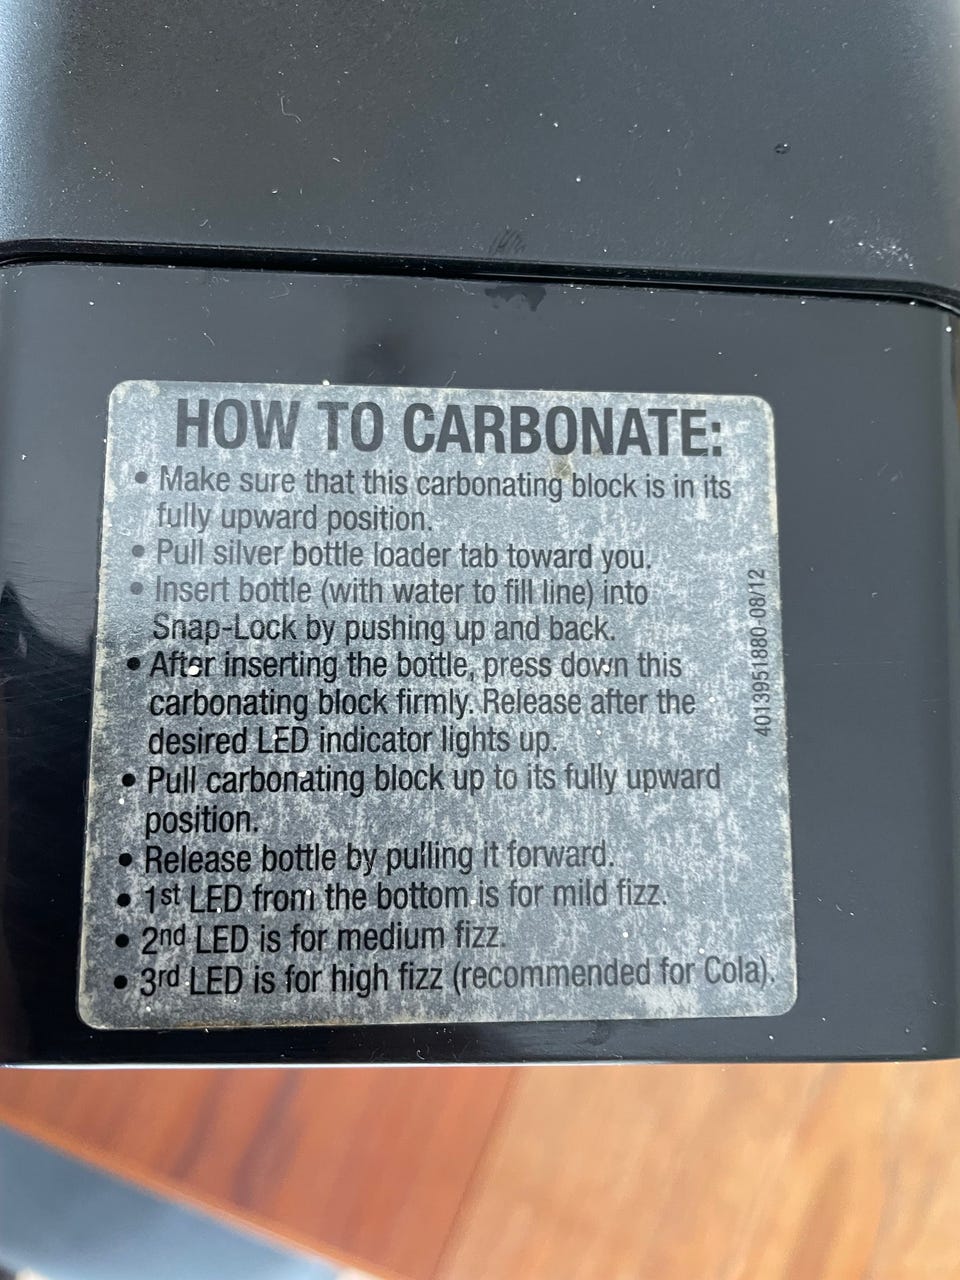 HOW TO CARBONATE:
• Make sure that this carbonating block is in its
fully upward position.
• Pull silver bottle loader tab toward you.
• Insert bottle (with water to fill line) into
Snap-Lock by pushing up and back.
• After inserting the bottle, press down this
carbonating block firmly. Release after the
desired LED indicator lights up.
• Pull carbonating block up to its fully upward
position.
• Release bottle by pulling it forward.
• 1st LED from the bottom is for mild fizz.
• 2nd LED is for medium fizz.
• 3rd LED is for high fizz (recommended for Cola).
4013951880-08/12